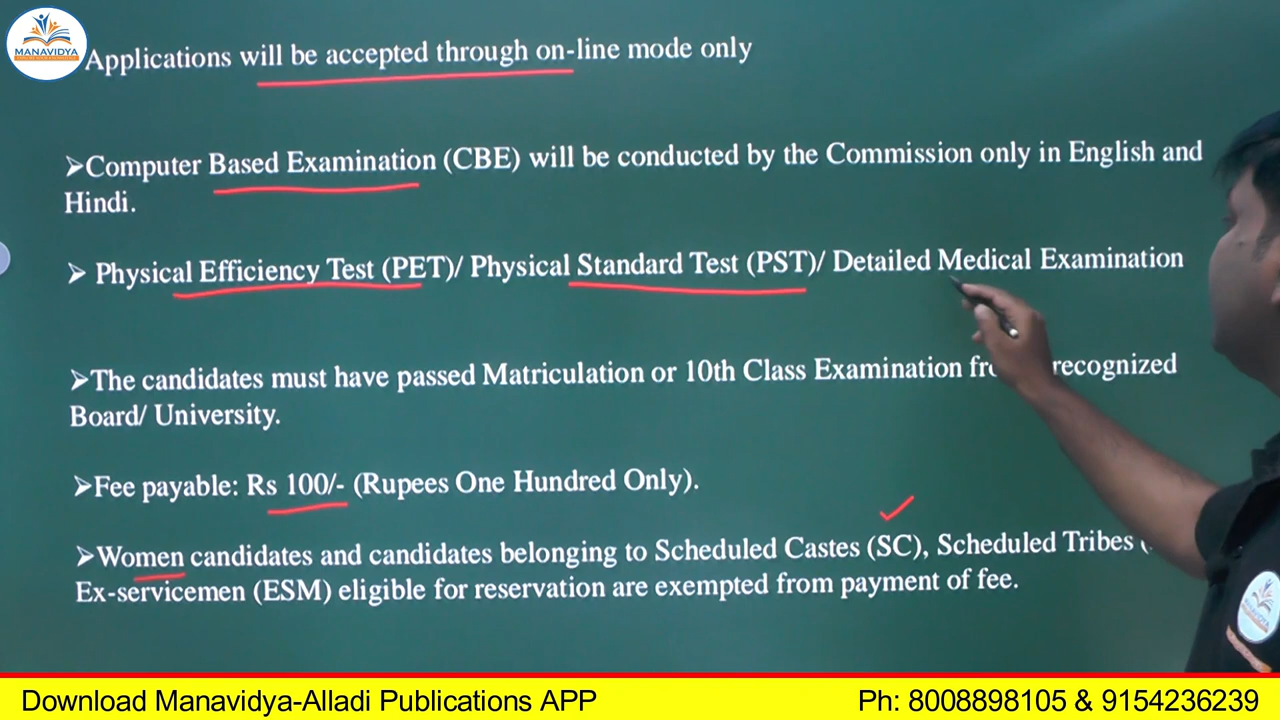 MANAVIDYA
Applications will be accepted through on-line mode only
➢Computer Based Examination (CBE) will be conducted by the Commission only in English and
Hindi.
➢ Physical Efficiency Test (PET)/ Physical Standard Test (PST)/ Detailed Medical Examination
➢The candidates must have passed Matriculation or 10th Class Examination recognized
Board/ University.
➢Fee payable: Rs 100/- (Rupees One Hundred Only).
➢Women candidates and candidates belonging to Scheduled Castes (SC), Scheduled Tribes (
Ex-servicemen (ESM) eligible for reservation are exempted from payment of fee.
MANAVIDYA
Download Manavidya-Alladi Publications APP
Ph: 8008898105 & 9154236239